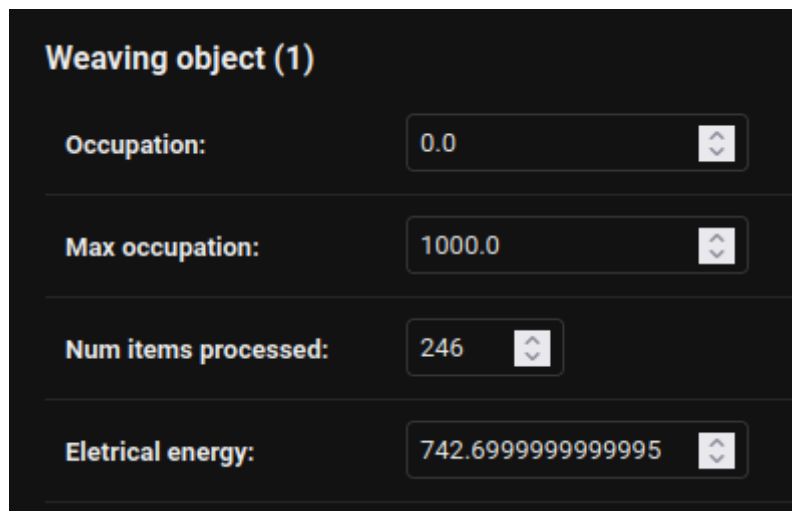 Weaving object (1)
Occupation: 0.0
Max occupation: 1000.0
Num items processed: 246
Eletrical energy: 742.6999999999995